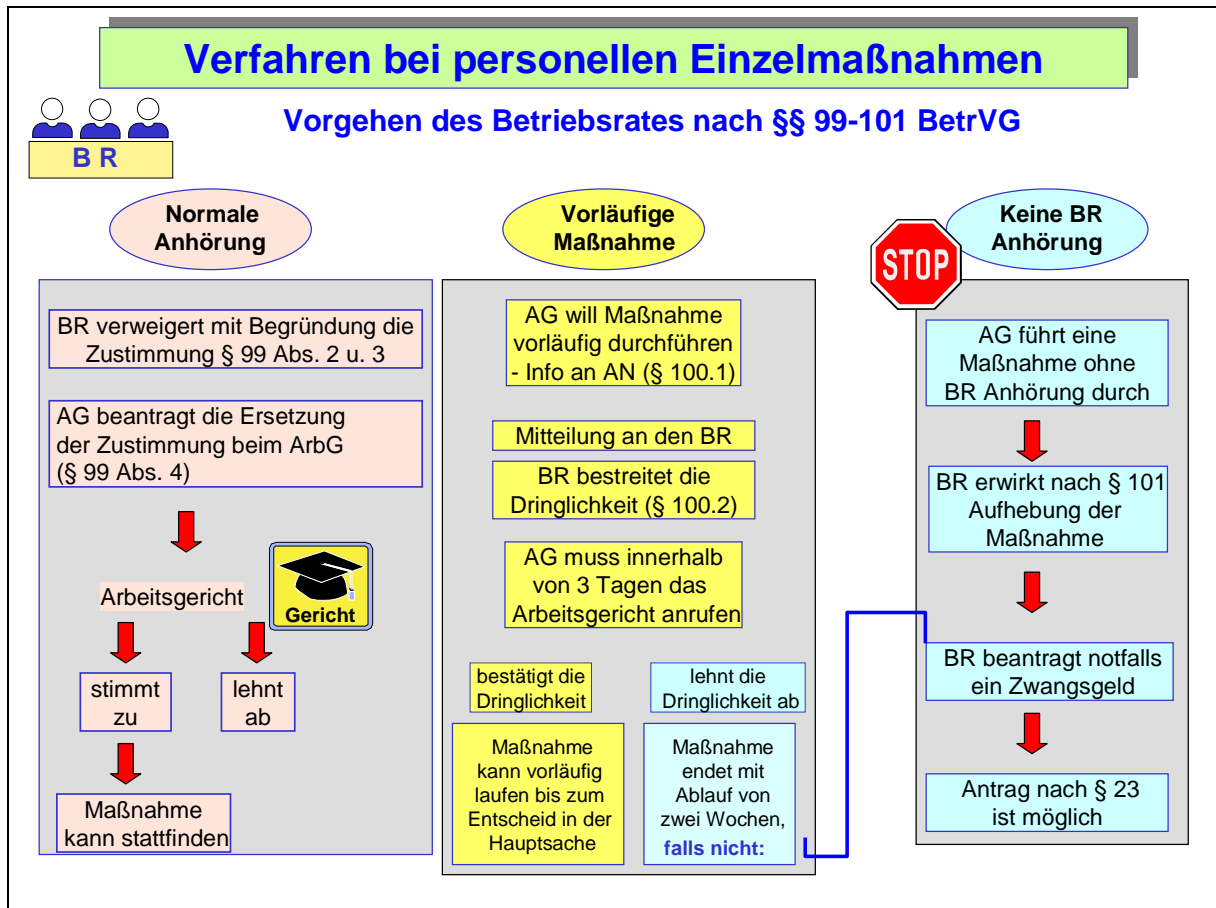 Verfahren bei personellen Einzelmaßnahmen
Vorgehen des Betriebsrates nach §§ 99-101 BetrVG
B R
Normale
Anhörung
BR verweigert mit Begründung die
Zustimmung § 99 Abs. 2 u. 3
AG beantragt die Ersetzung
der Zustimmung beim ArbG
(§ 99 Abs. 4)
Arbeitsgericht
Gericht
stimmt
zu
lehnt
ab
Maßnahme
kann stattfinden
Vorläufige
Maßnahme
AG will Maßnahme
vorläufig durchführen
- Info an AN (§ 100.1)
Mitteilung an den BR
BR bestreitet die
Dringlichkeit (§ 100.2)
AG muss innerhalb
von 3 Tagen das
Arbeitsgericht anrufen
bestätigt die
Dringlichkeit
lehnt die
Dringlichkeit ab
Maßnahme
kann vorläufig
laufen bis zum
Entscheid in der
Hauptsache
Maßnahme
endet mit
Ablauf von
zwei Wochen,
falls nicht:
Keine BR
Anhörung
STOP
AG führt eine
Maßnahme ohne
BR Anhörung durch
BR erwirkt nach § 101
Aufhebung der
Maßnahme
BR beantragt notfalls
ein Zwangsgeld
Antrag nach § 23
ist möglich